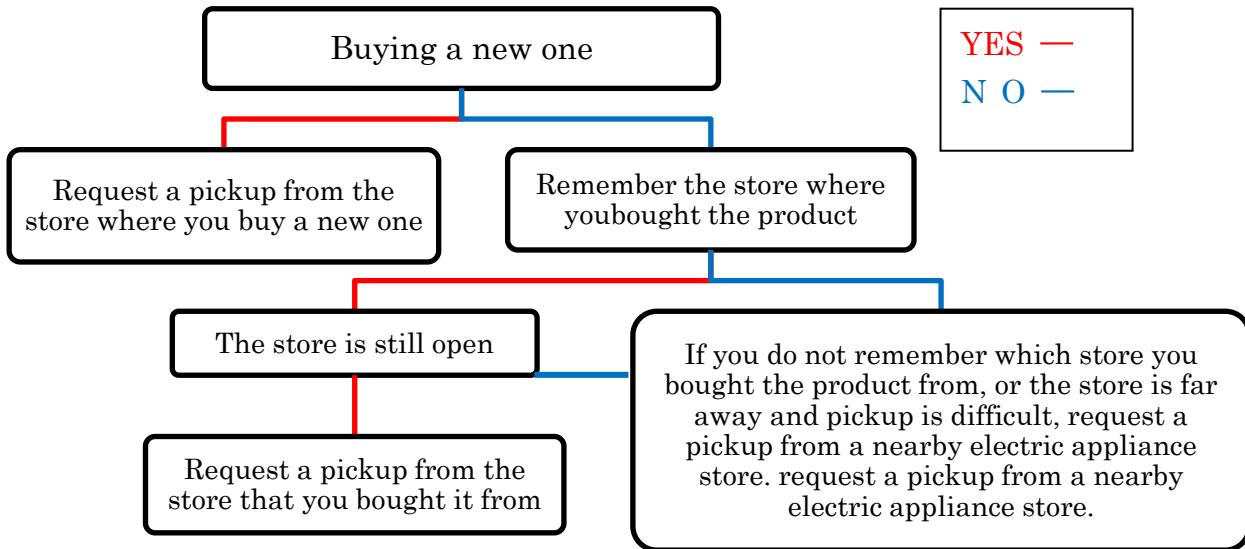 Buying a new one
YES
N O
Request a pickup from the
store where you buy a new one
Remember the store where
youbought the product
The store is still open
If you do not remember which store you
bought the product from, or the store is far
away and pickup is difficult, request a
pickup from a nearby electric appliance
store. request a pickup from a nearby
electric appliance store.
Request a pickup from the
store that you bought it from